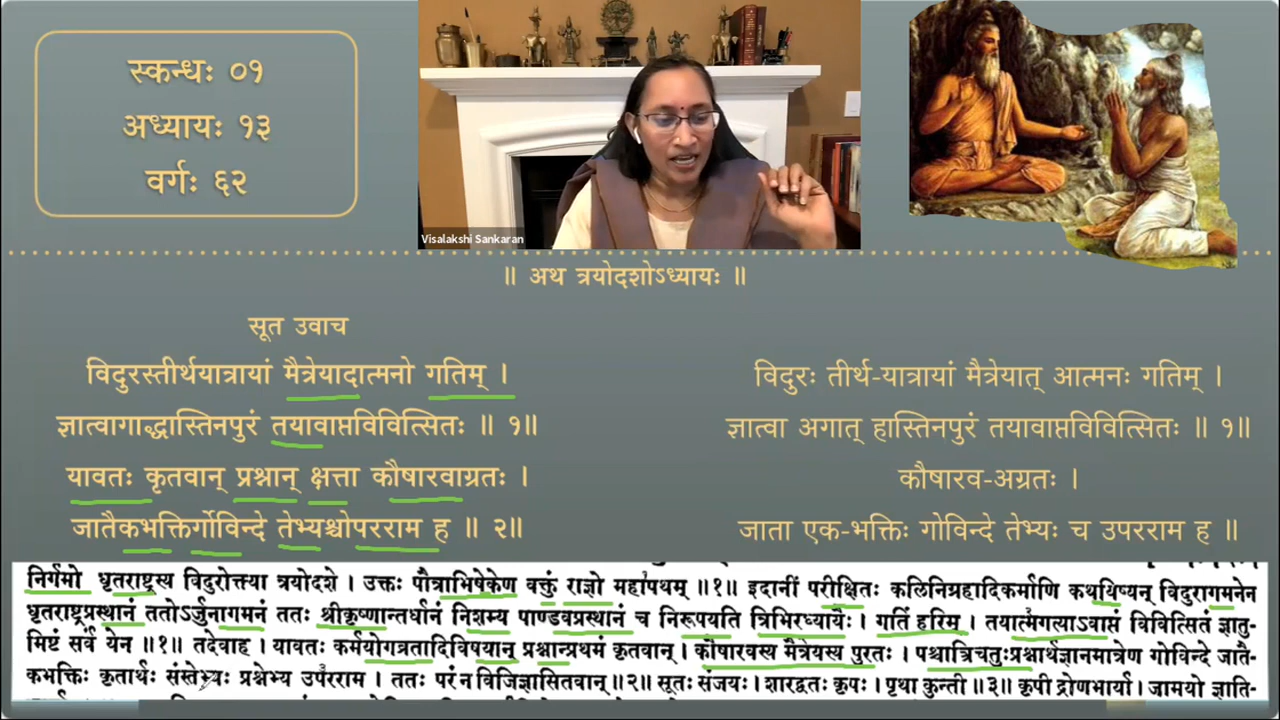 स्कन्धः ०१
अध्यायः १३
वर्गः ६२
Visalakshi Sankaran
॥ अथ त्रयोदशोऽध्यायः ॥
सूत उवाच
विदुरस्तीर्थयात्रायां मैत्रेयादात्मनो गतिम् ।
ज्ञात्वागाद्धास्तिनपुरं तयावाप्तविवित्सितः ॥ १॥
यावतः कृतवान् प्रश्नान् क्षत्ता कौषारवाग्रतः ।
जातैकभक्तिर्गोविन्दे तेभ्यश्चोपरराम ह ॥ २॥
विदुरः तीर्थ-यात्रायां मैत्रेयात् आत्मनः गतिम् ।
ज्ञात्वा अगात् हास्तिनपुरं तयावाप्तविवित्सितः ॥ १॥
कौषारव-अग्रतः ।
जाता एक-भक्तिः गोविन्दे तेभ्यः च उपरराम ह ॥
निर्गमो धृतराष्ट्रस्य विदुरोक्त्या त्रयोदशे । उक्तः पौत्राभिषेकेण वक्तुं राज्ञो महापथम् ॥१॥ इदानीं परीक्षितः कलिनिग्रहादिकर्माणि कथयिष्यन् विदुरागमनेन
धृतराष्ट्रप्रस्थानं ततोऽर्जुनागमनं ततः श्रीकृष्णान्तर्धानं निशम्य पाण्डवप्रस्थानं च निरूपयति त्रिभिरध्यायैः । गतिं हरिम् । तयात्मगत्याऽवाप्तं विवित्सितं ज्ञातु-
मिष्टं सर्वं येन ॥१॥ तदेवाह । यावतः कर्मयोगव्रतादिविषयान् प्रश्नान्प्रथमं कृतवान् । कौषारवस्य मैत्रेयस्य पुरतः । पश्चात्रिचतुःप्रश्नार्थज्ञानमात्रेण गोविन्दे जातै-
कभक्तिः कृतार्थः संस्तेभ्यः प्रश्नेभ्य उपरराम । ततः परं न विजिज्ञासितवान् ॥२॥ सूतः संजयः । शारद्वतः कृपः । पृथा कुन्ती ॥३॥ कृपी द्रोणभार्या । जामयो ज्ञाति-